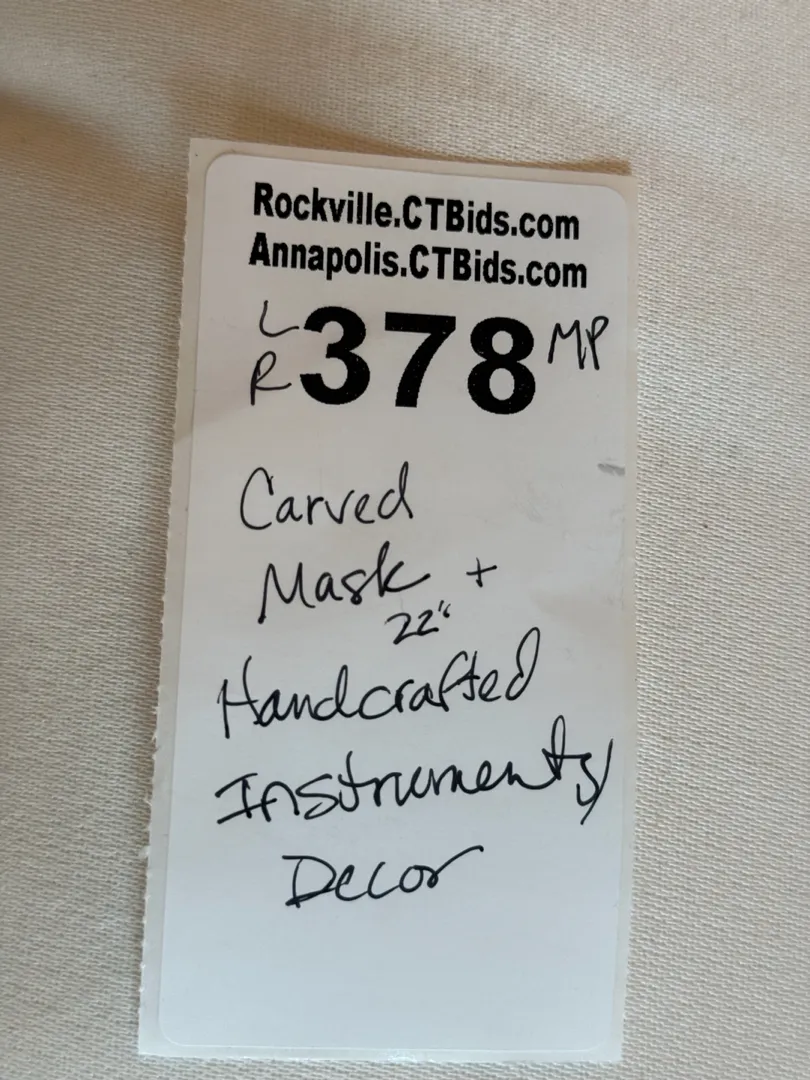 Rockville.CTBids.com
Annapolis.CTBids.com
L
R 378 MP
Carved
Mask +
22"
Handcrafted
Instruments/
Decor